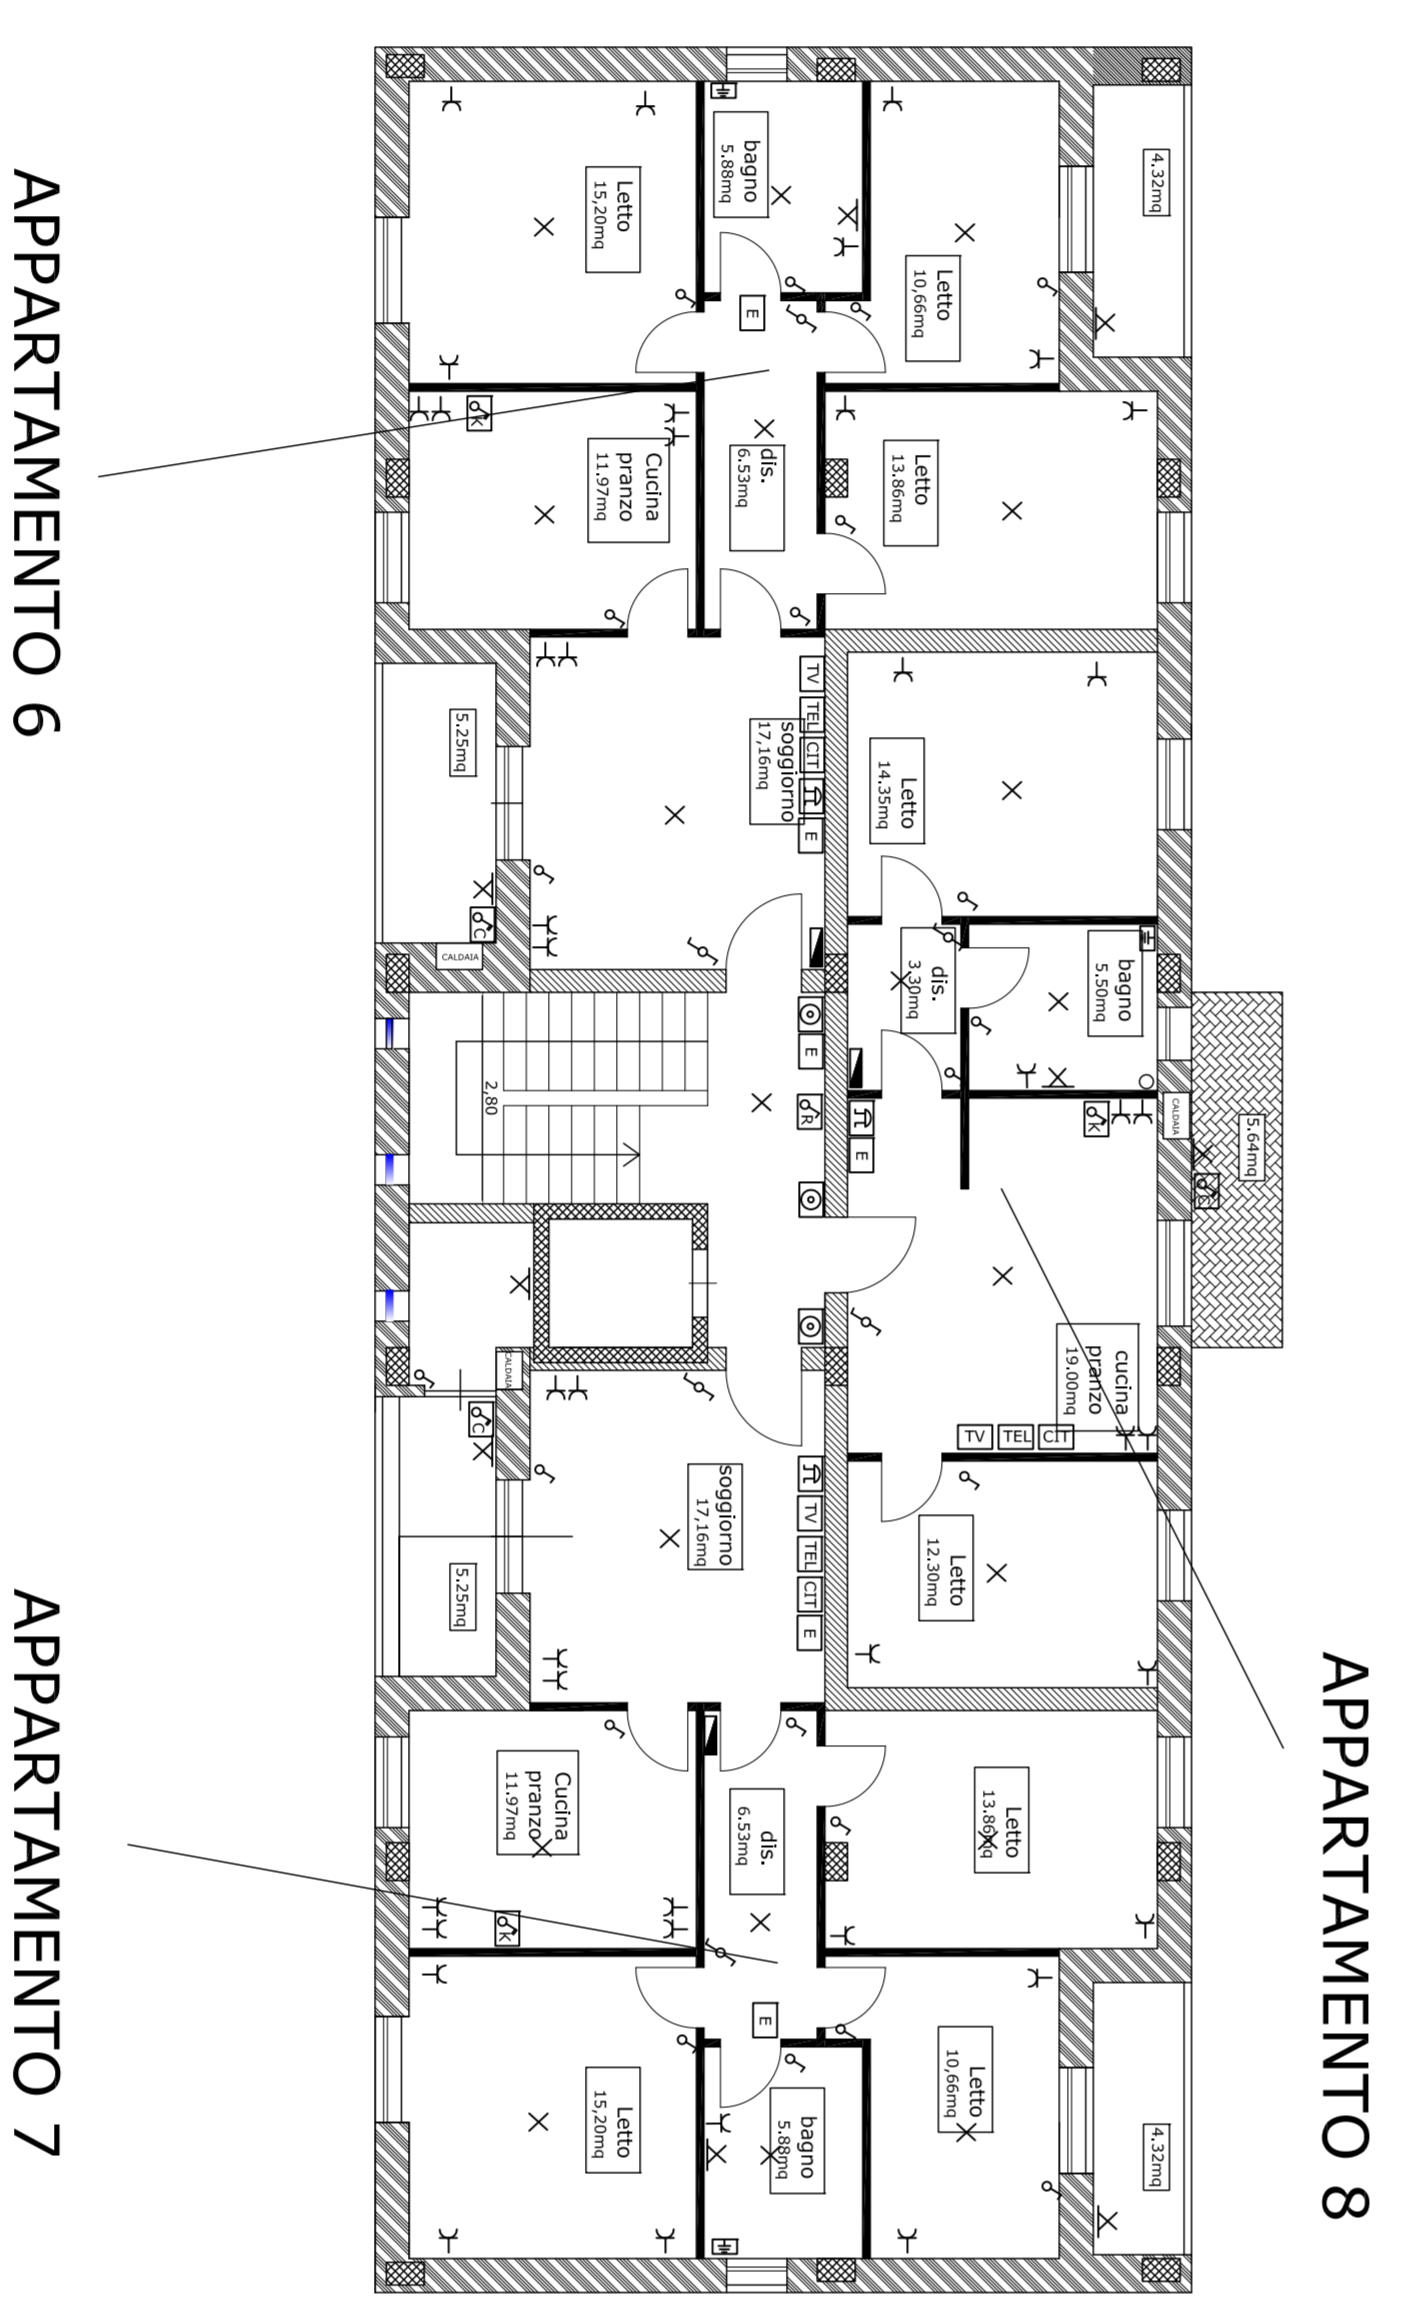 APPARTAMENTO 6
APPARTAMENTO 7
APPARTAMENTO 8
4.32mq
Letto
10,66mq
bagno
5.88mq
Letto
15,20mq
E
Letto
13.86mq
dis.
6.53mq
Cucina
pranzo
11.97mq
k
TV
TEL
CIT
E
soggiorno
17,16mq
5.25mq
C
CALDAIA
Letto
14.35mq
bagno
5.50mq
dis.
3,30mq
E
R
2,80
E
k
CALDAIA
5.64mq
C
cucina
pranzo
19.00mq
TV
TEL
CIT
CALDAIA
C
Letto
12.30mq
soggiorno
17,16mq
TV
TEL
CIT
E
5.25mq
Letto
13.86mq
dis.
6.53mq
Cucina
pranzo
11.97mq
k
E
Letto
10,66mq
bagno
5.88mq
Letto
15,20mq
4.32mq